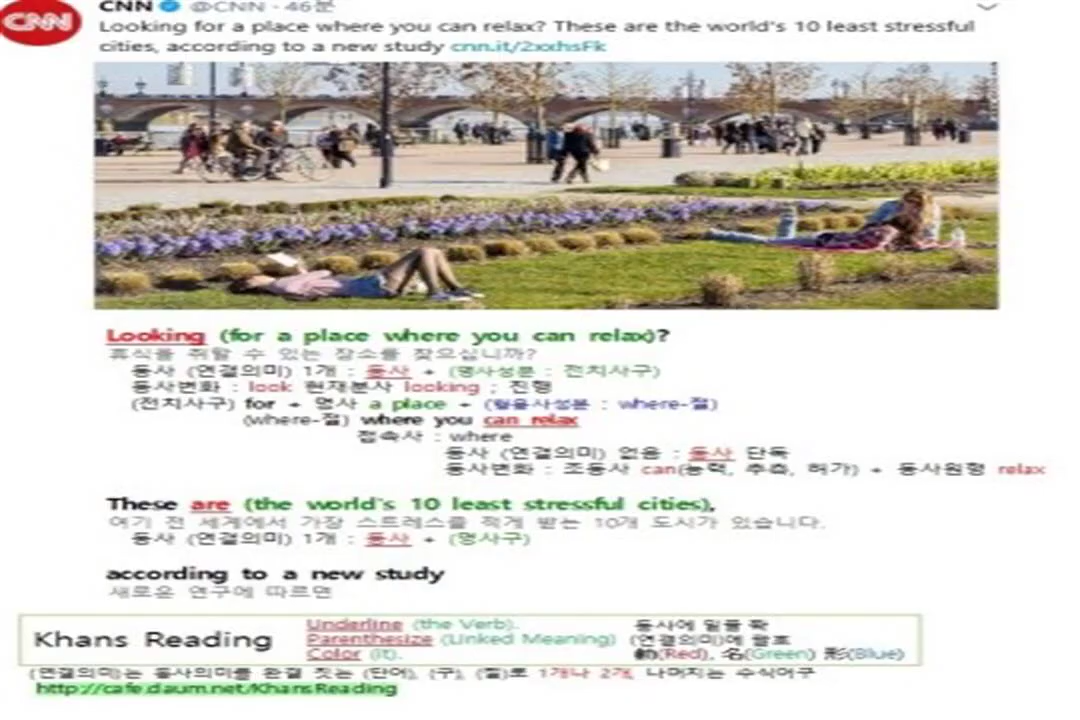 CNN
CNN @CNN · 46분
Looking for a place where you can relax? These are the world's 10 least stressful
cities, according to a new study cnn.it/2xxhsFk
Looking (for a place where you can relax)?
휴식을 취할 수 있는 장소를 찾으십니까?
동사 (연결의미) 1개 : 동사 + (명사성분 : 전치사구)
동사변화 : look 현재분사 looking ; 진행
(전치사구) for + 명사 a place + (형용사성분 : where-절)
(where-절) where you can relax
접속사 : where
동사 (연결의미) 없음 : 동사 단독
동사변화 : 조동사 can(능력, 추측, 허가) + 동사원형 relax
These are (the world's 10 least stressful cities),
여기 전 세계에서 가장 스트레스를 적게 받는 10개 도시가 있습니다.
동사 (연결의미) 1개 : 동사 + (명사구)
according to a new study
새로운 연구에 따르면
Khans Reading
Underline (the Verb). 동사에 밑줄 쫙
Parenthesize (Linked Meaning) (연결의미)에 괄호
Color (it). 動(Red), 名(Green) 形(Blue)
(연결의미)는 동사의미를 완결 짓는 (단어), (구), (절)로 1개나 2개, 나머지는 수식어구
http://cafe.daum.net/KhansReading